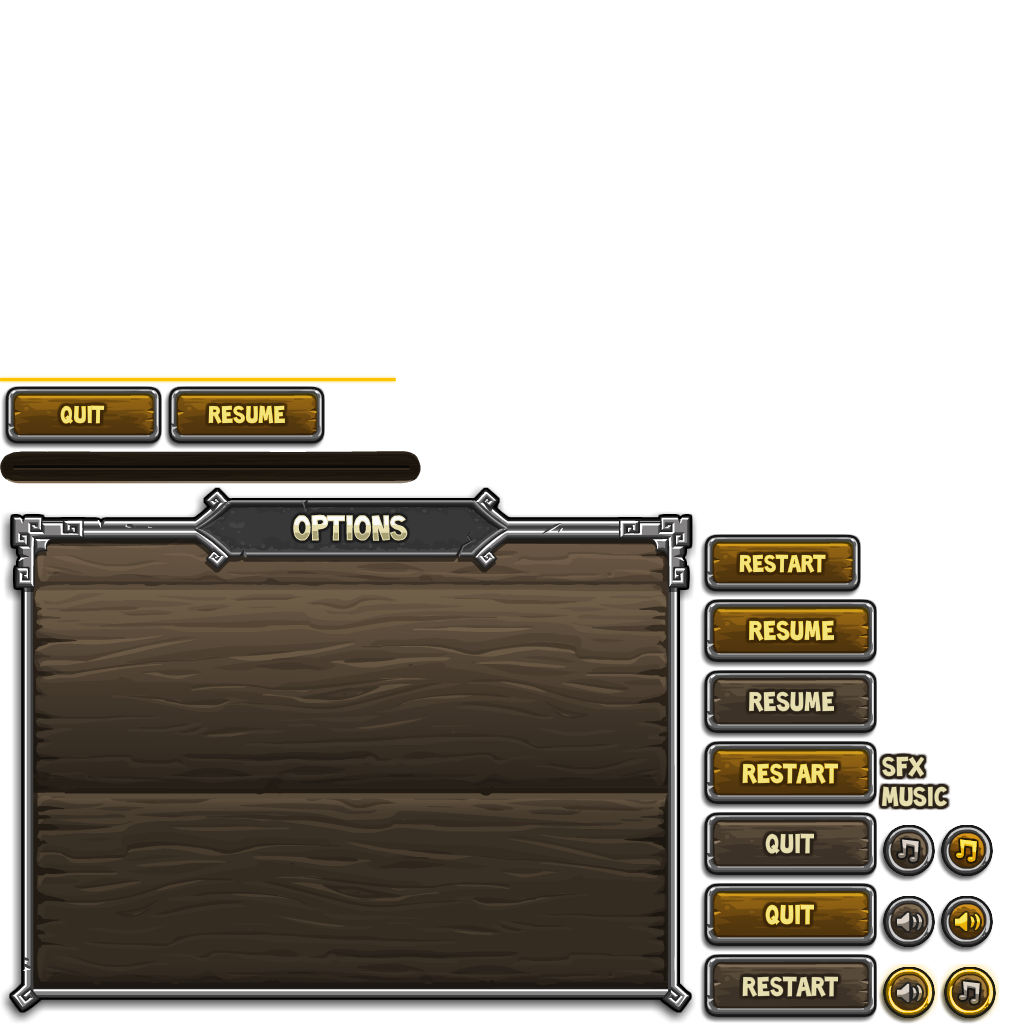 QUIT
RESUME
OPTIONS
RESTART
RESUME
RESUME
RESTART
SFX
MUSIC
QUIT
QUIT
RESTART